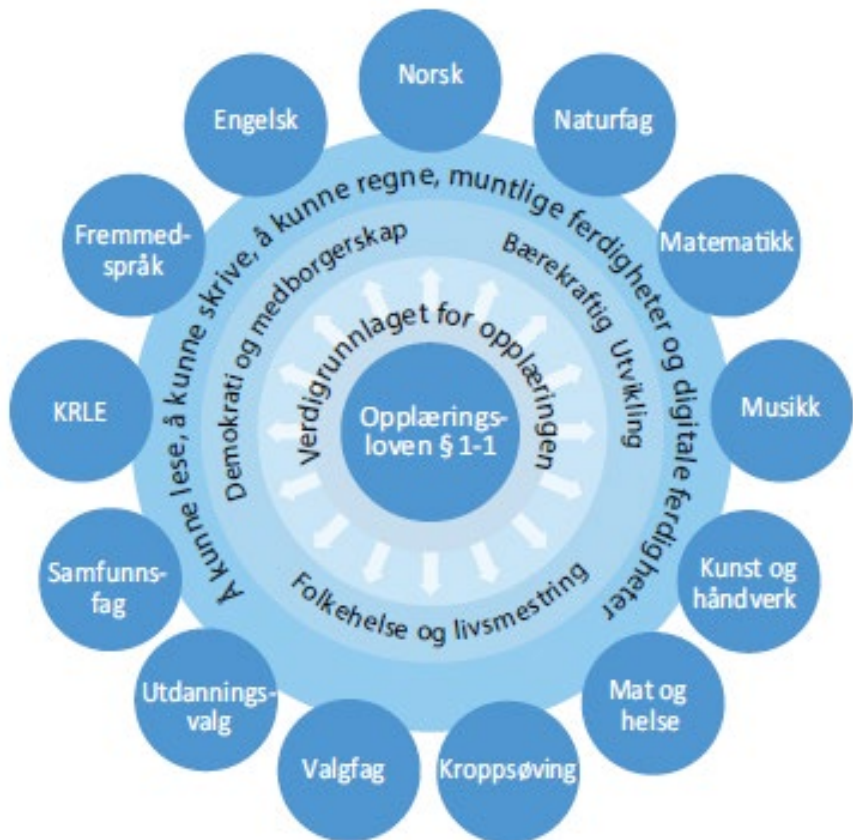 Norsk
Naturfag
Matematikk
Musikk
Kunst og
håndverk
Mat og
helse
Kroppsøving
Valgfag
Utdannings-
valg
Samfunns-
fag
KRLE
Fremmed-
språk
Engelsk
Å kunne lese, å kunne skrive, å kunne regne, muntlige ferdigheter og digitale ferdigheter
Demokrati og medborgerskap
Bærekraftig Utvikling
Folkehelse og livsmestring
Verdigrunnlaget for opplæringen
Opplærings-
loven § 1-1